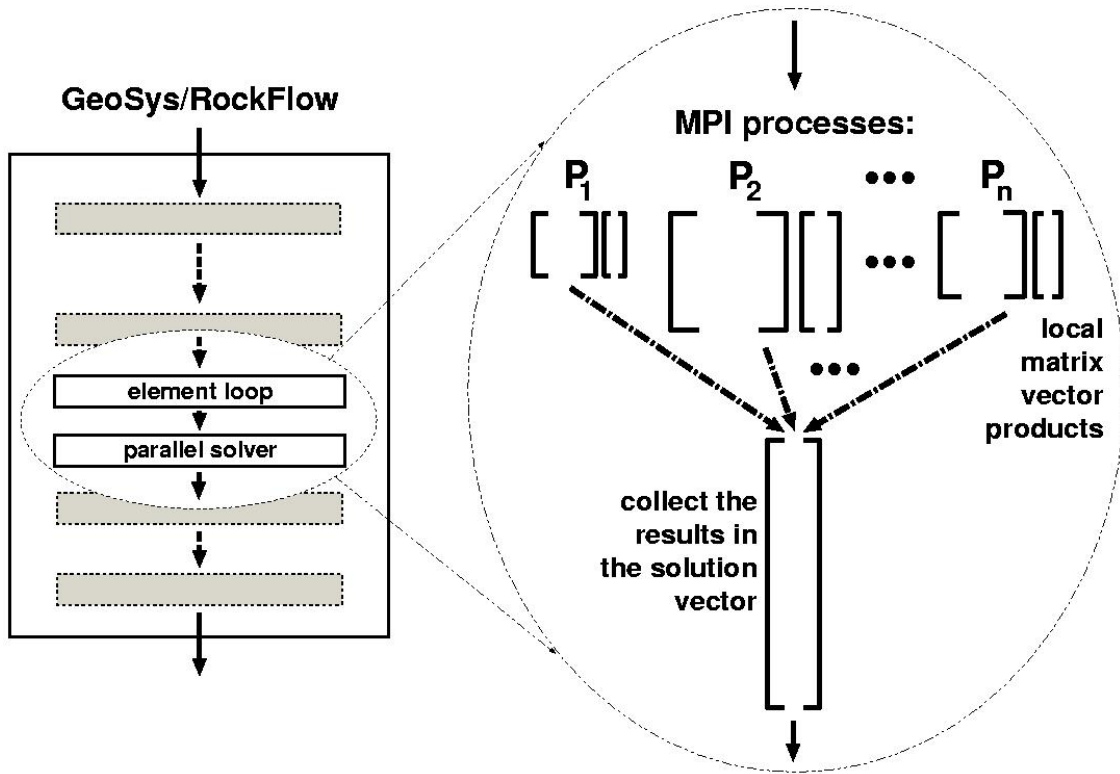 GeoSys/RockFlow
element loop
parallel solver
MPI processes:
P1 P2 ••• Pn
•••
•••
local
matrix
vector
products
collect the
results in
the solution
vector